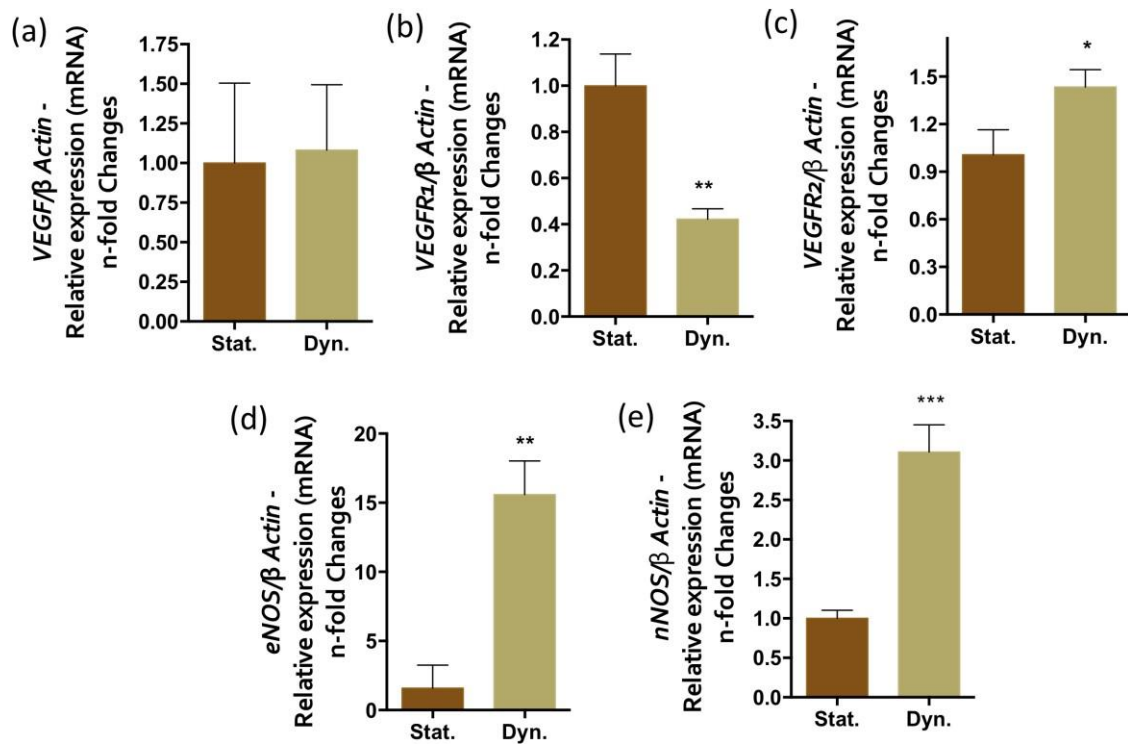 (a)
VEGF/β Actin -
Relative expression (mRNA)
n-fold Changes
1.75
1.50
1.25
1.00
0.75
0.50
0.25
0.00
Stat. Dyn.
(b)
VEGFR1/β Actin -
Relative expression (mRNA)
n-fold Changes
1.2
1.0
0.8
0.6
0.4
0.2
0.0
**
Stat. Dyn.
(c)
VEGFR2/β Actin -
Relative expression (mRNA)
n-fold Changes
1.5
1.2
0.9
0.6
0.3
0.0
*
Stat. Dyn.
(d)
eNOS/β Actin -
Relative expression (mRNA)
n-fold Changes
20
15
10
5
0
**
Stat. Dyn.
(e)
nNOS/β Actin -
Relative expression (mRNA)
n-fold Changes
3.5
3.0
2.5
2.0
1.5
1.0
0.5
0.0
***
Stat. Dyn.